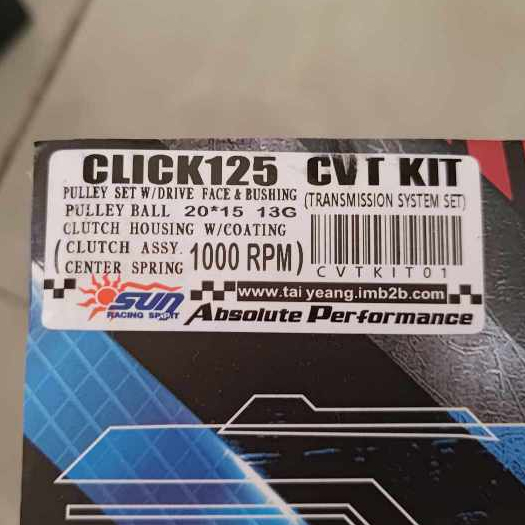 CLICK125 CVT KIT
PULLEY SET W/DRIVE FACE & BUSHING
(TRANSMISSION SYSTEM SET)
PULLEY BALL 20*15 13G
CLUTCH HOUSING W/COATING
(CLUTCH ASSY. CENTER SPRING 1000 RPM)
CVTKIT01
SUN
RACING SPIRIT
www.taiyeang.imb2b.com
Absolute Performance